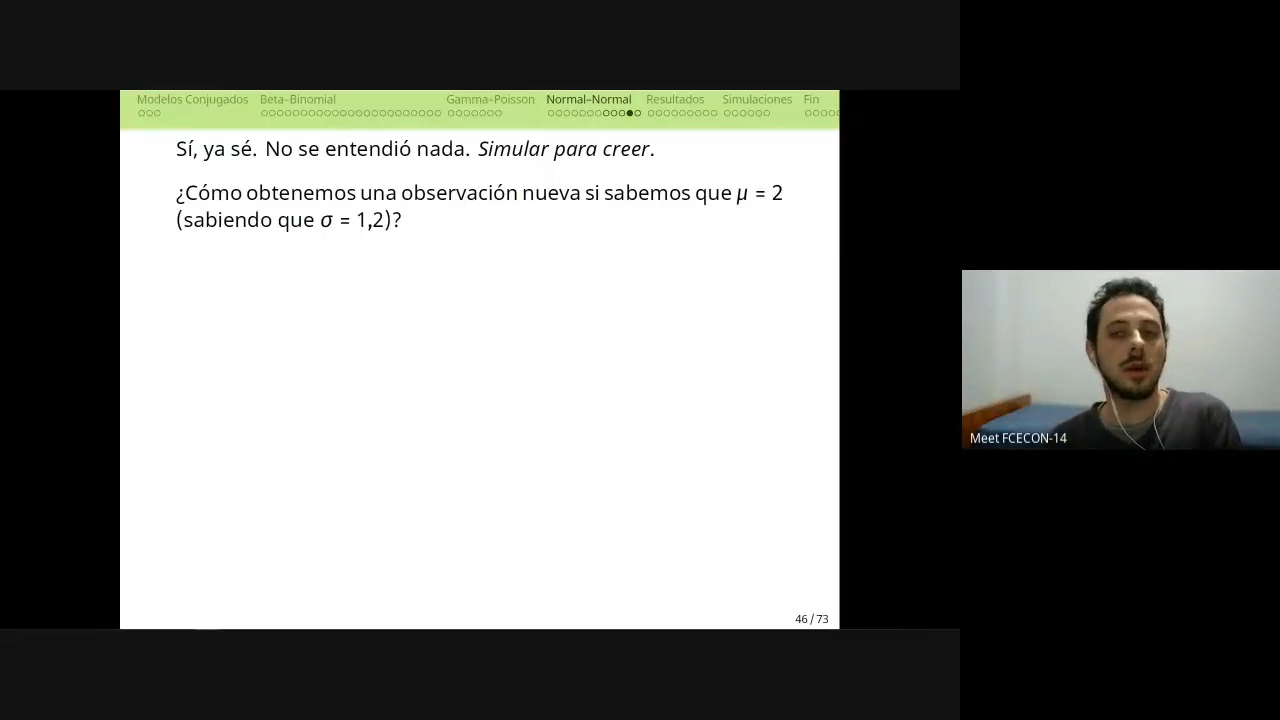 Modelos Conjugados Beta–Binomial Gamma–Poisson Normal–Normal Resultados Simulaciones Fin
Sí, ya sé. No se entendió nada. Simular para creer.
¿Cómo obtenemos una observación nueva si sabemos que μ = 2
(sabiendo que σ = 1,2)?
Meet FCECON-14
46 / 73